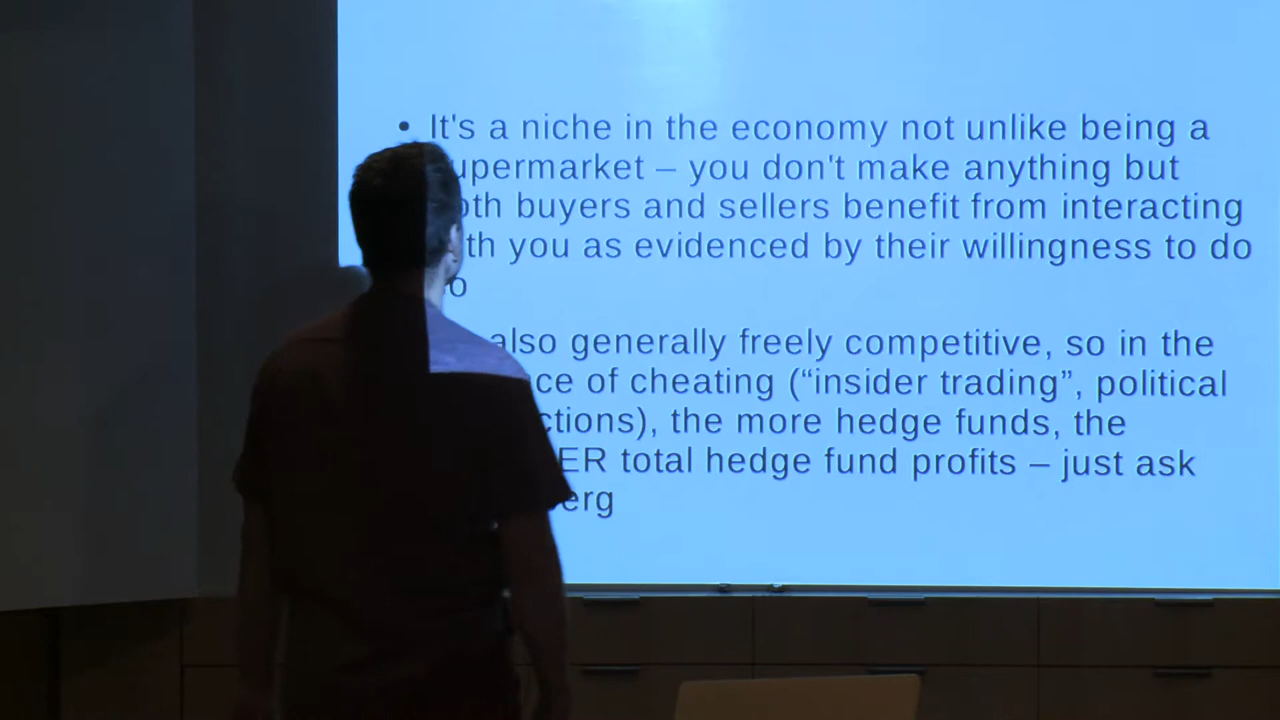 • It's a niche in the economy not unlike being a
upermarket – you don't make anything but
oth buyers and sellers benefit from interacting
th you as evidenced by their willingness to do
o
also generally freely competitive, so in the
ce of cheating (“insider trading”, political
ctions), the more hedge funds, the
ER total hedge fund profits – just ask
erg